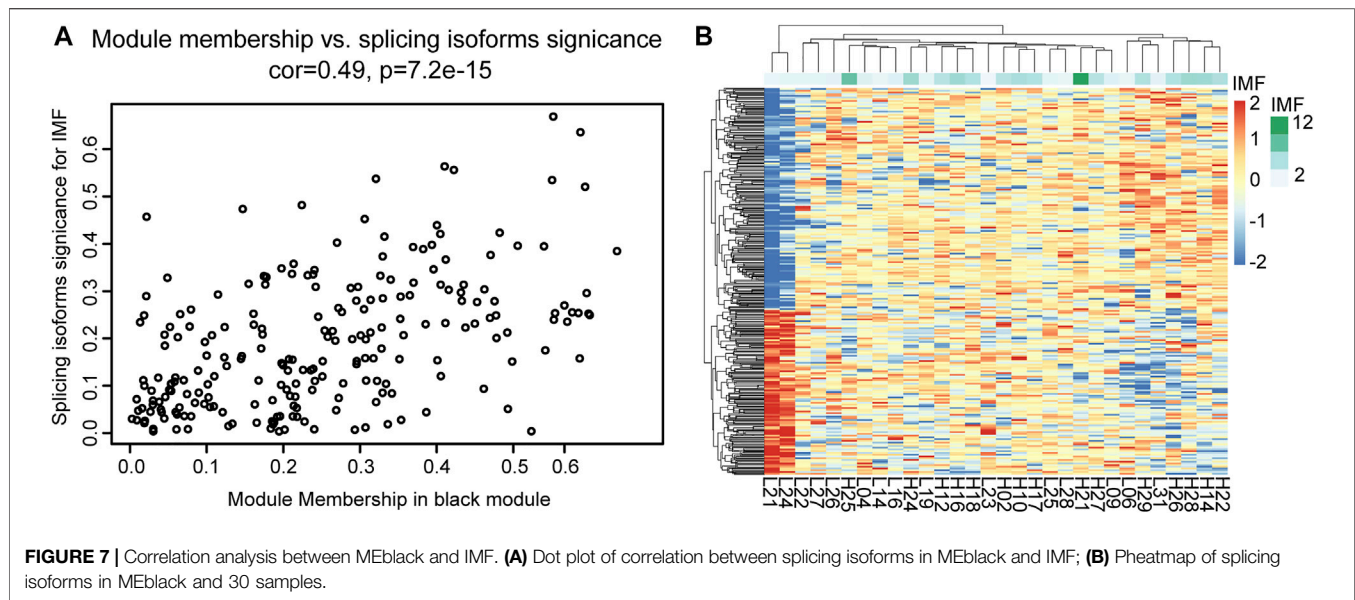 A Module membership vs. splicing isoforms signicance
cor=0.49, p=7.2e-15
Splicing isoforms signicance for IMF
0.6
0.5
0.4
0.3
0.2
0.1
0.0
0.0 0.1 0.2 0.3 0.4 0.5 0.6
Module Membership in black module
B
IMF
2
1
0
-1
-2
IMF
12
2
L21 L24 L22 L27 L26 H25 L04 L14 L16 H24 L19 H12 H16 H18 L23 H02 H10 H17 L25 L28 H21 H27 L09 L06 H29 L31 H26 H28 H14 H22
FIGURE 7 | Correlation analysis between MEblack and IMF. (A) Dot plot of correlation between splicing isoforms in MEblack and IMF; (B) Pheatmap of splicing
isoforms in MEblack and 30 samples.